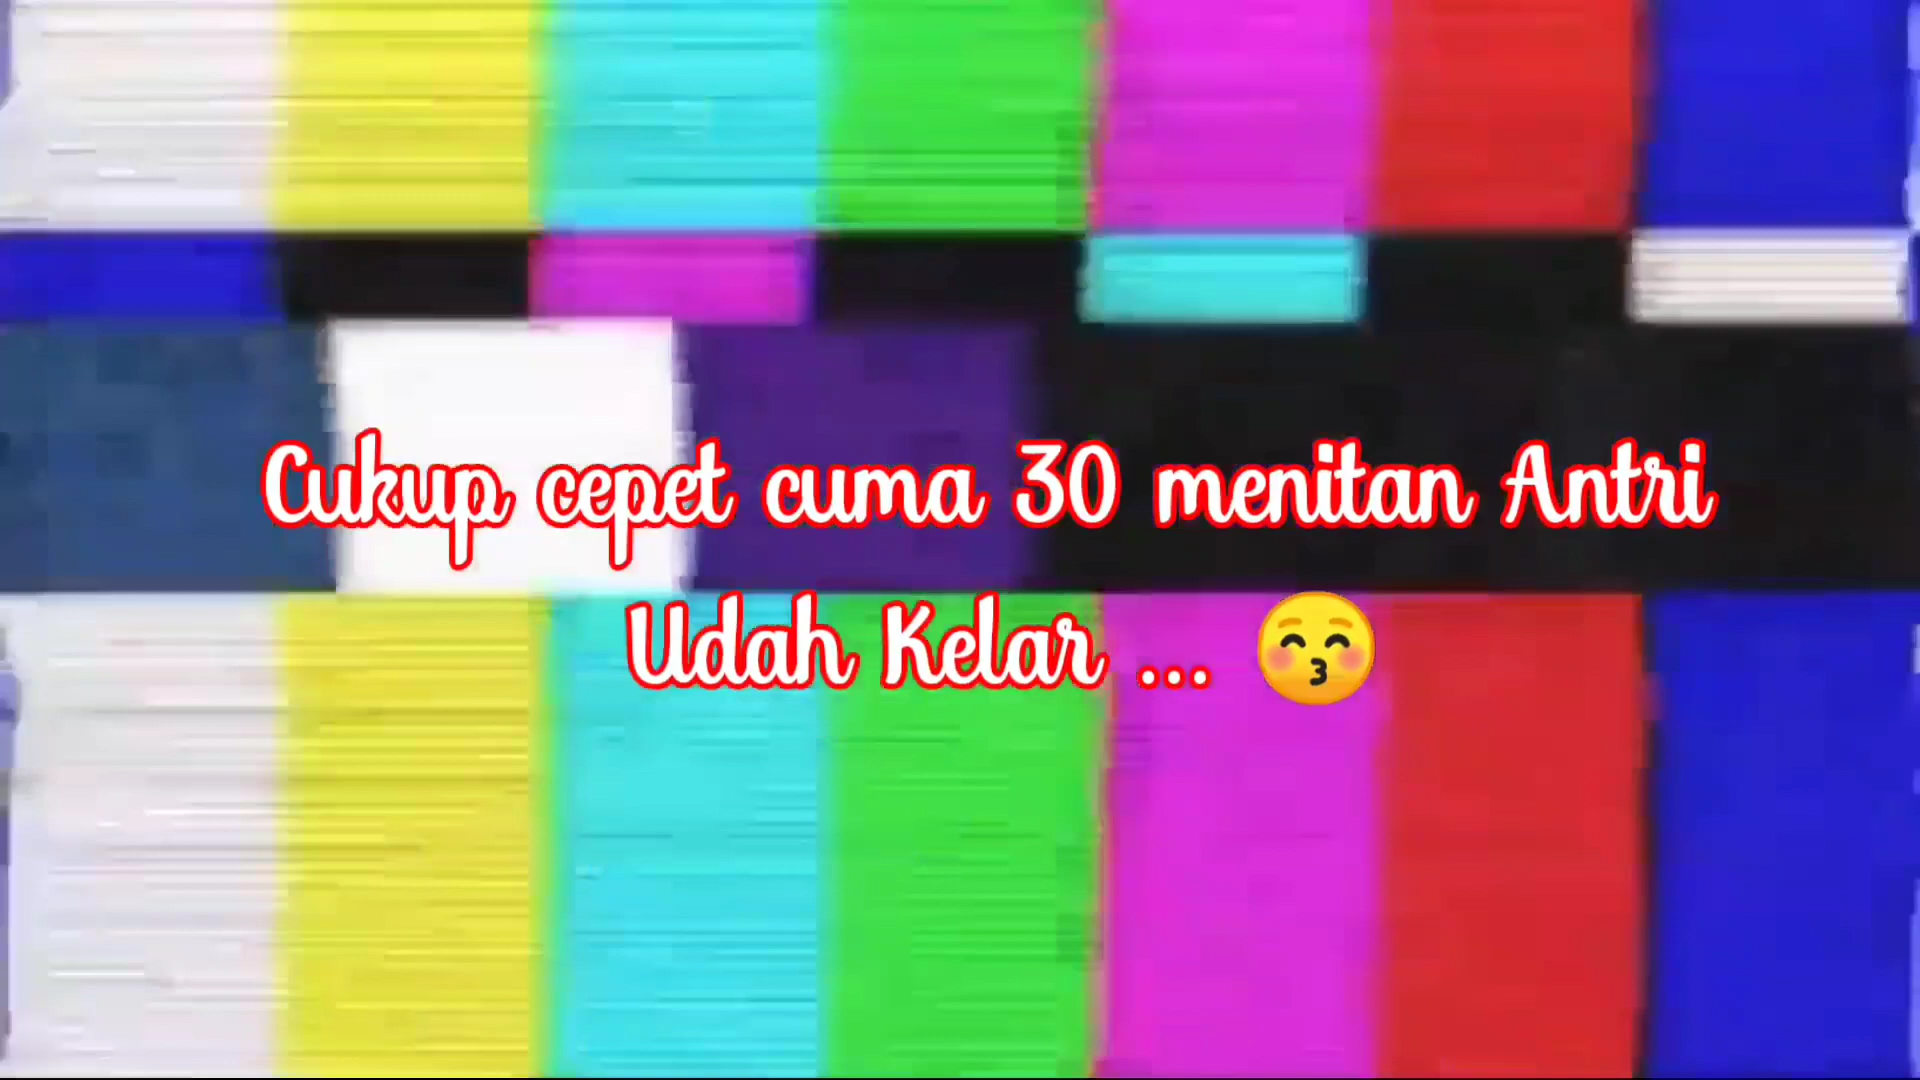 Cukup cepet cuma 30 menitan Antri
Udah Kelar ... 😚